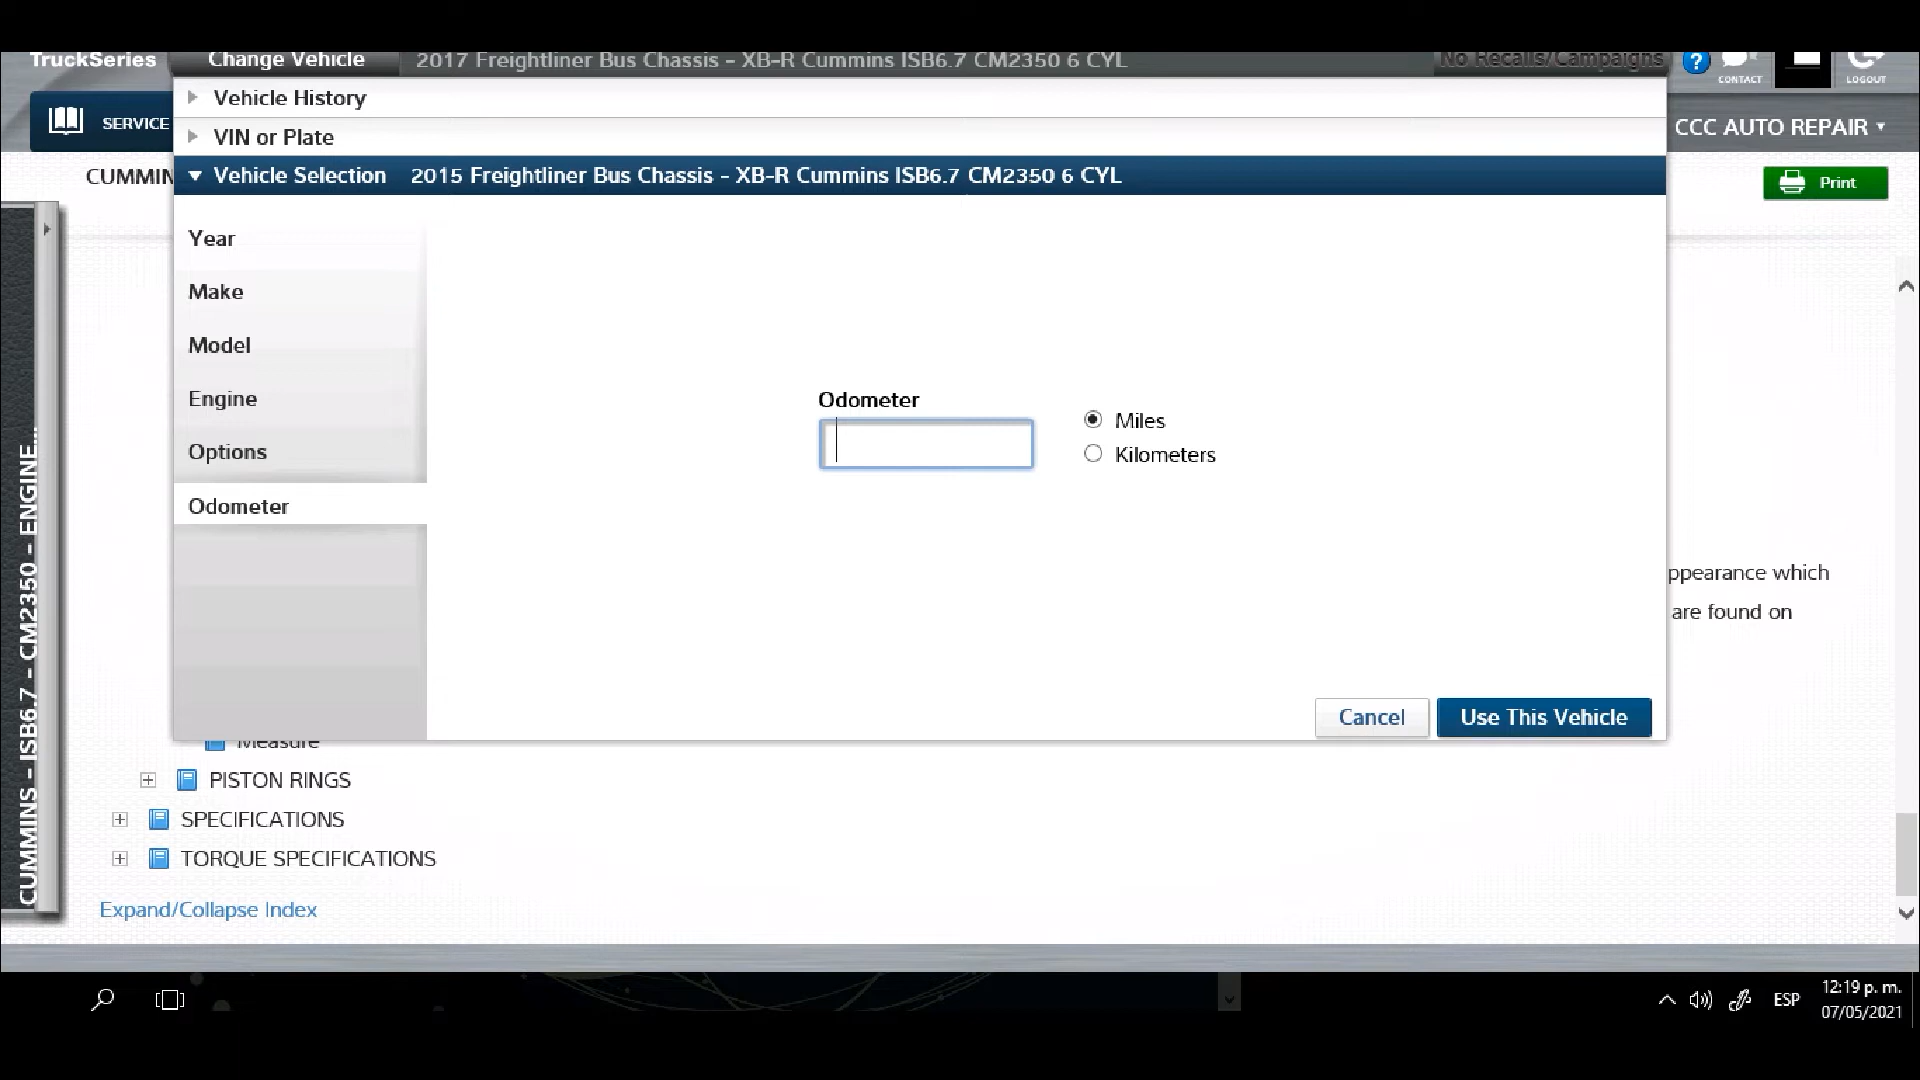 TruckSeries
Change Vehicle
2017 Freightliner Bus Chassis - XB-R Cummins ISB6.7 CM2350 6 CYL
No Recalls/Campaigns
?
CONTACT
LOGOUT
SERVICE
Vehicle History
VIN or Plate
CCC AUTO REPAIR
CUMMIN
Vehicle Selection 2015 Freightliner Bus Chassis - XB-R Cummins ISB6.7 CM2350 6 CYL
Print
Year
Make
Model
Engine
Options
Odometer
Odometer
Miles
Kilometers
ppearance which
are found on
Cancel
Use This Vehicle
CUMMINS - ISB6.7 - CM2350 - ENGINE...
Measure
PISTON RINGS
SPECIFICATIONS
TORQUE SPECIFICATIONS
Expand/Collapse Index
ESP
12:19 p. m.
07/05/2021